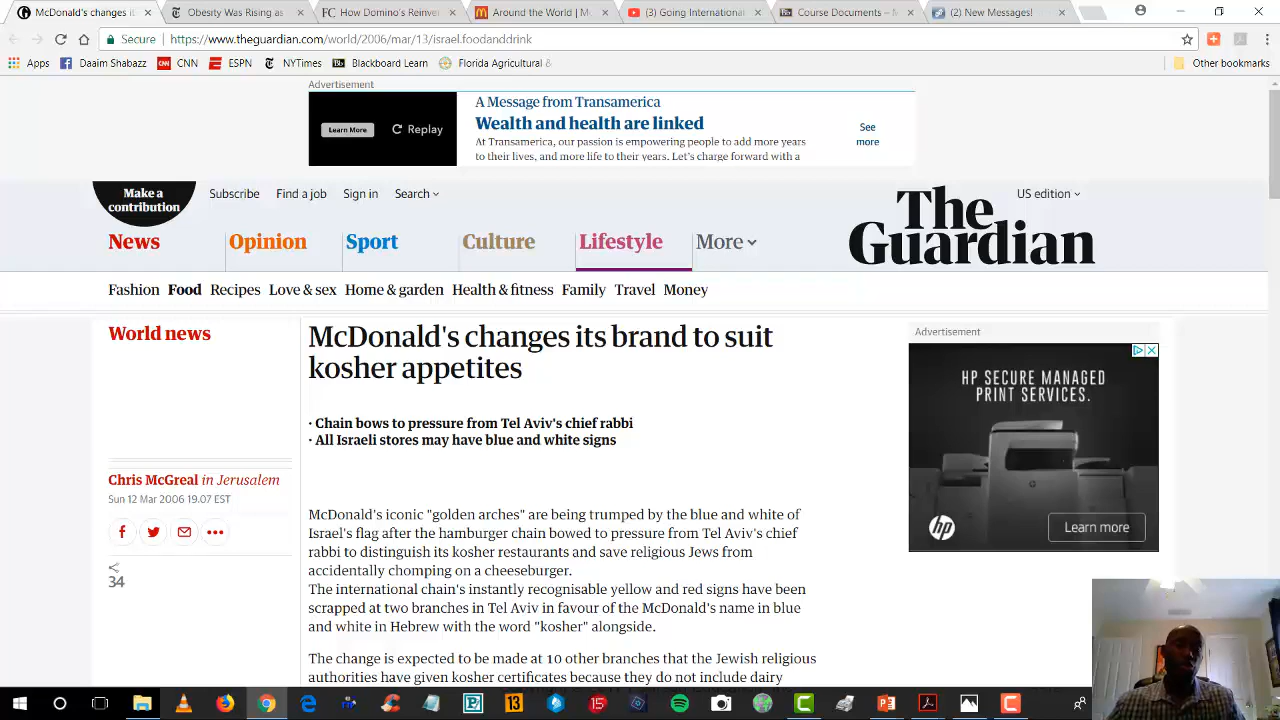 McDonald's changes i
Obesity Was Rising as
FC How Domino's Reinver
Around the World | Mc
(3) Going International
Course Documents – M
(2) New Messages!
Secure https://www.theguardian.com/world/2006/mar/13/israel.foodanddrink
Apps Daaim Shabazz CNN ESPN NYTimes Blackboard Learn Florida Agricultural & Other bookmarks
Advertisement
A Message from Transamerica
Wealth and health are linked
At Transamerica, our passion is empowering people to add more years
to their lives, and more life to their years. Let's charge forward with a
Learn More
Replay
See
more
Make a
contribution
Subscribe Find a job Sign in Search US edition
The
Guardian
News Opinion Sport Culture Lifestyle More
Fashion Food Recipes Love & sex Home & garden Health & fitness Family Travel Money
World news
McDonald's changes its brand to suit
kosher appetites
· Chain bows to pressure from Tel Aviv's chief rabbi
· All Israeli stores may have blue and white signs
Chris McGreal in Jerusalem
Sun 12 Mar 2006 19.07 EST
34
McDonald's iconic "golden arches" are being trumped by the blue and white of
Israel's flag after the hamburger chain bowed to pressure from Tel Aviv's chief
rabbi to distinguish its kosher restaurants and save religious Jews from
accidentally chomping on a cheeseburger.
The international chain's instantly recognisable yellow and red signs have been
scrapped at two branches in Tel Aviv in favour of the McDonald's name in blue
and white in Hebrew with the word "kosher" alongside.
The change is expected to be made at 10 other branches that the Jewish religious
authorities have given kosher certificates because they do not include dairy
Advertisement
HP SECURE MANAGED
PRINT SERVICES.
hp
Learn more